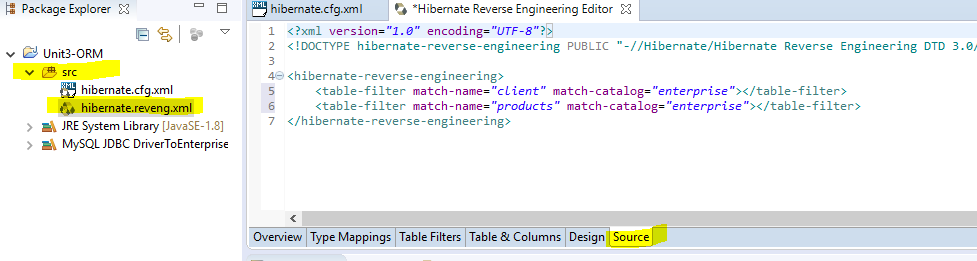 Package Explorer
Unit3-ORM
src
hibernate.cfg.xml
hibernate.reveng.xml
JRE System Library [JavaSE-1.8]
MySQL JDBC DriverToEnterprise
hibernate.cfg.xml
*Hibernate Reverse Engineering Editor
1 <?xml version="1.0" encoding="UTF-8"?>
2 <!DOCTYPE hibernate-reverse-engineering PUBLIC "-//Hibernate/Hibernate Reverse Engineering DTD 3.0/
3
4 <hibernate-reverse-engineering>
5 <table-filter match-name="client" match-catalog="enterprise"></table-filter>
6 <table-filter match-name="products" match-catalog="enterprise"></table-filter>
7 </hibernate-reverse-engineering>
Overview Type Mappings Table Filters Table & Columns Design Source